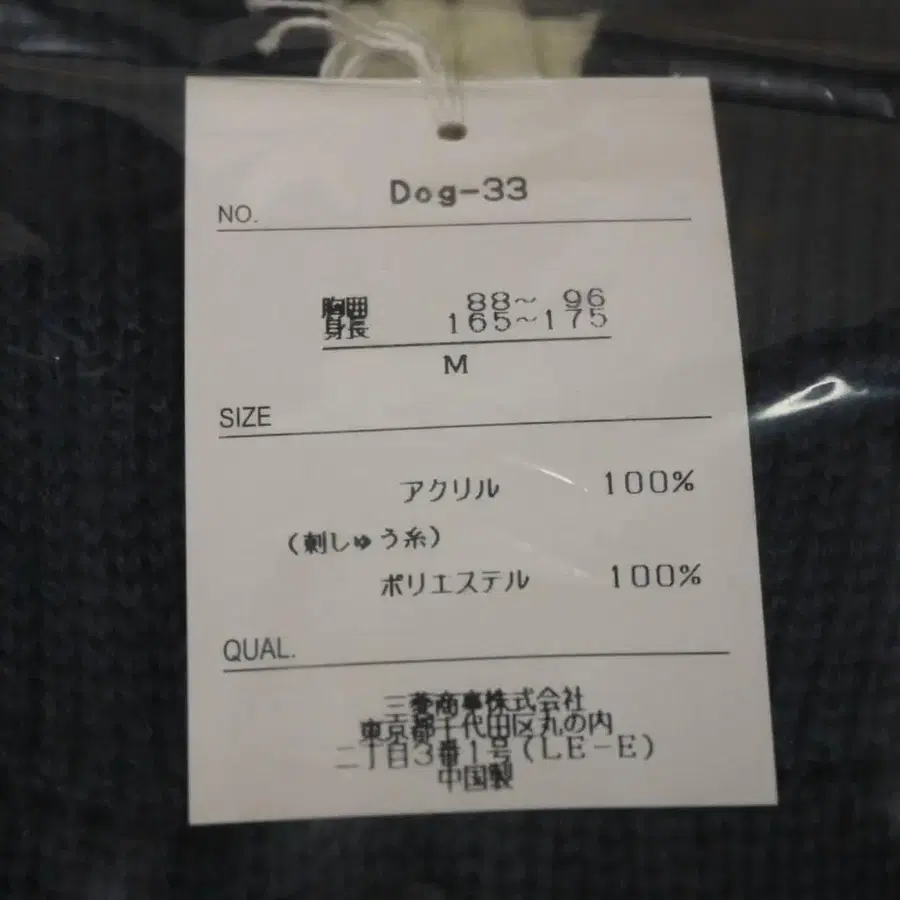 Dog-33
NO.
胸囲 88~ 96
身長 165~175
M
SIZE
アクリル 100%
(刺しゅう糸)
ポリエステル 100%
QUAL.
三菱商事株式会社
東京都千代田区丸の内
二丁目3番1号(LE-E)
中国製